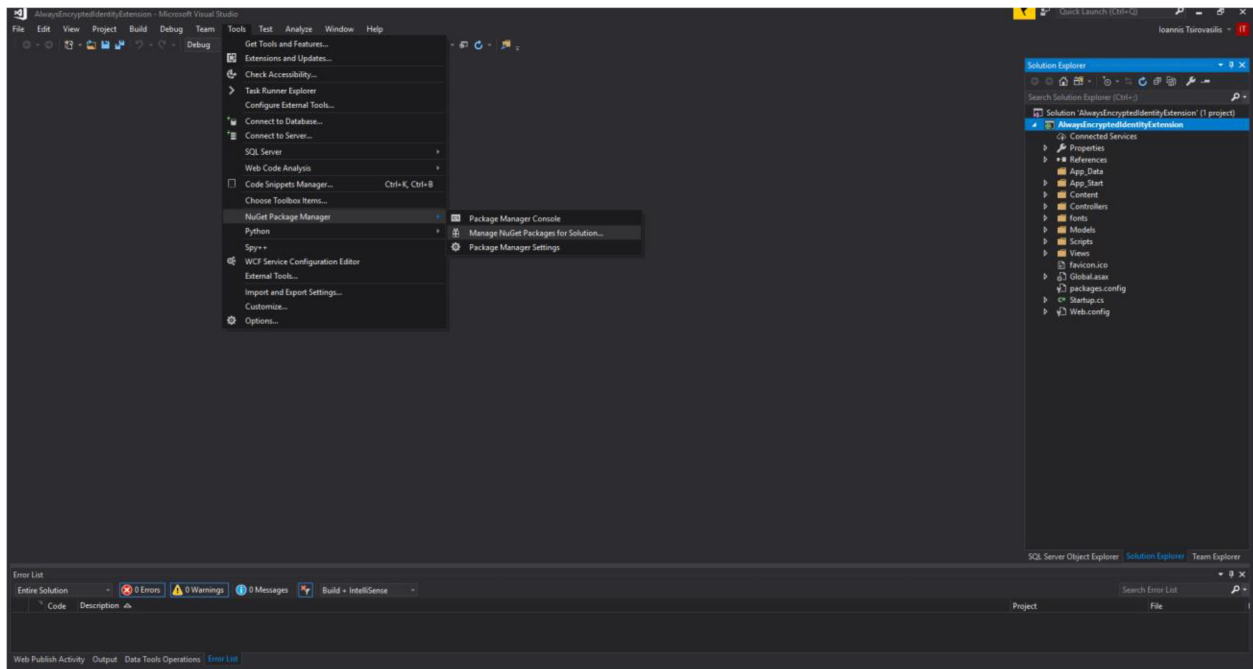 AlwaysEncryptedIdentityExtension - Microsoft Visual Studio
Quick Launch (Ctrl+Q)
File Edit View Project Build Debug Team Tools Test Analyze Window Help
Ioannis Tsirovasilis IT
Debug
Get Tools and Features...
Extensions and Updates...
Check Accessibility...
Task Runner Explorer
Configure External Tools...
Connect to Database...
Connect to Server...
SQL Server
Web Code Analysis
Code Snippets Manager... Ctrl+K, Ctrl+B
Choose Toolbox Items...
NuGet Package Manager
Python
Spy++
WCF Service Configuration Editor
External Tools...
Import and Export Settings...
Customize...
Options...
Package Manager Console
Manage NuGet Packages for Solution...
Package Manager Settings
Solution Explorer
Search Solution Explorer (Ctrl+;)
Solution 'AlwaysEncryptedIdentityExtension' (1 project)
AlwaysEncryptedIdentityExtension
Connected Services
Properties
References
App_Data
App_Start
Content
Controllers
fonts
Models
Scripts
Views
favicon.ico
Global.asax
packages.config
C# Startup.cs
Web.config
SQL Server Object Explorer Solution Explorer Team Explorer
Error List
Entire Solution 0 Errors 0 Warnings 0 Messages Build + IntelliSense
Search Error List
Code Description Project File
Web Publish Activity Output Data Tools Operations Error List